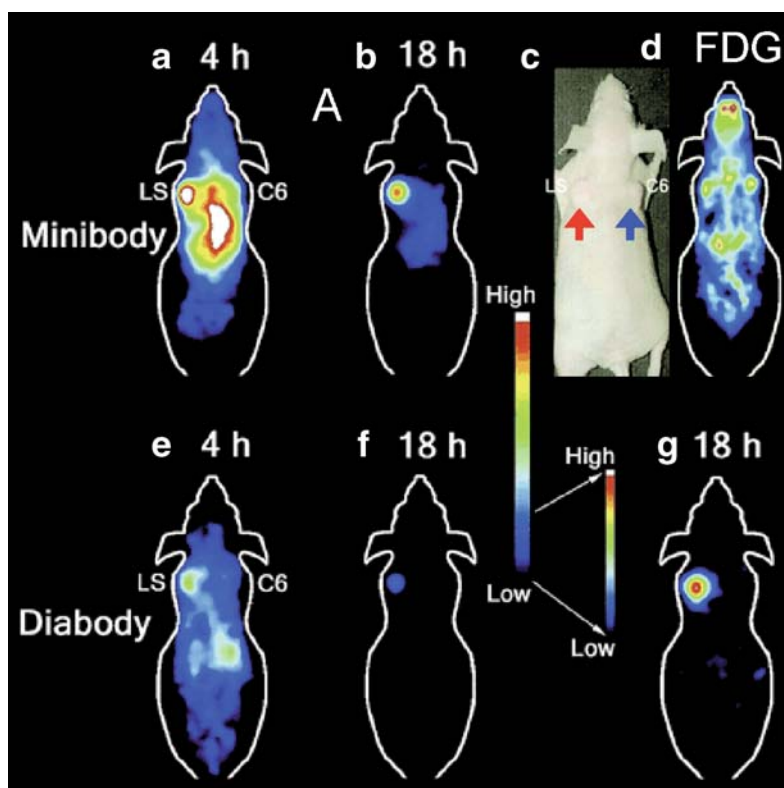 a 4 h
b 18 h
A
c
d FDG
LS C6
Minibody
LS C6
High
Low
e 4 h
f 18 h
High
Low
g 18 h
LS C6
Diabody